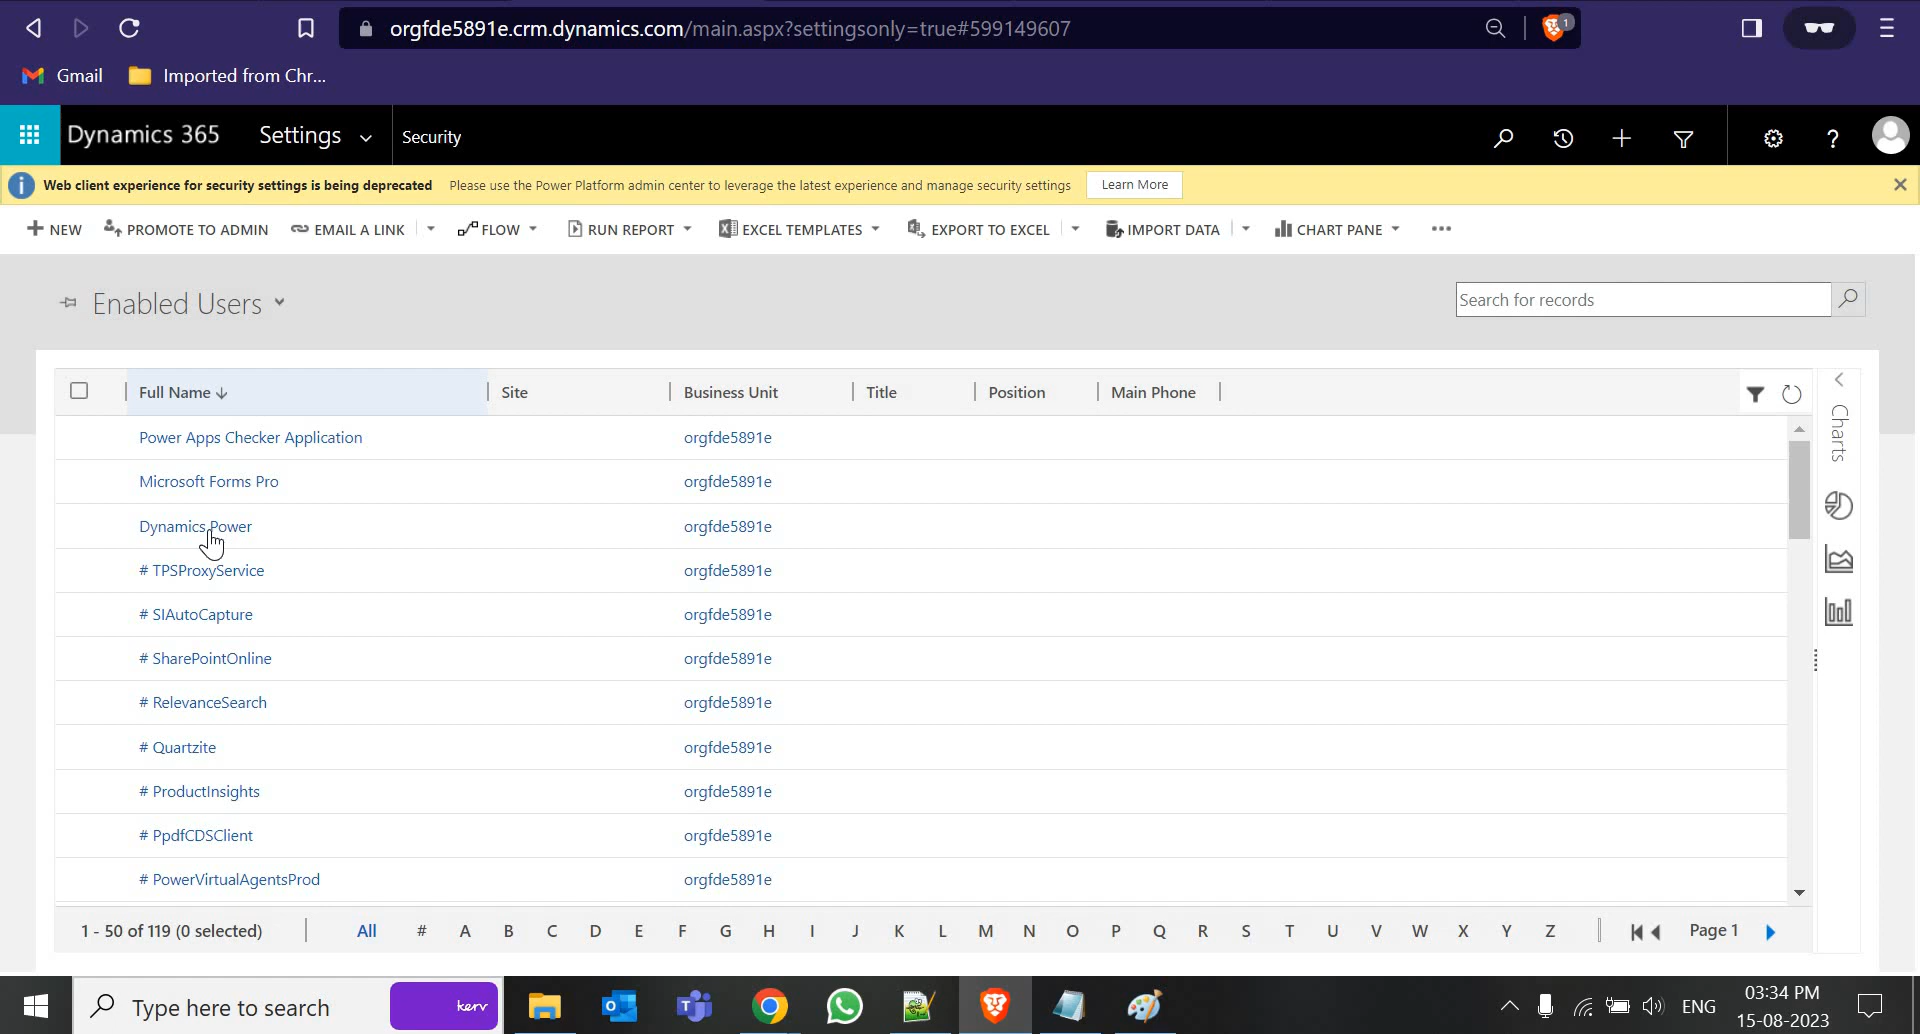 orgfde5891e.crm.dynamics.com/main.aspx?settingsonly=true#599149607
1
Gmail Imported from Chr...
Dynamics 365 Settings Security
Web client experience for security settings is being deprecated Please use the Power Platform admin center to leverage the latest experience and manage security settings Learn More
NEW PROMOTE TO ADMIN EMAIL A LINK FLOW RUN REPORT EXCEL TEMPLATES EXPORT TO EXCEL IMPORT DATA CHART PANE
Enabled Users Search for records
Full Name Site Business Unit Title Position Main Phone
Charts
Power Apps Checker Application orgfde5891e
Microsoft Forms Pro orgfde5891e
Dynamics Power orgfde5891e
# TPSProxyService orgfde5891e
# SIAutoCapture orgfde5891e
# SharePointOnline orgfde5891e
# RelevanceSearch orgfde5891e
# Quartzite orgfde5891e
# ProductInsights orgfde5891e
# PpdfCDSClient orgfde5891e
# PowerVirtualAgentsProd orgfde5891e
1 - 50 of 119 (0 selected) All # A B C D E F G H I J K L M N O P Q R S T U V W X Y Z Page 1
Type here to search kerv ENG 03:34 PM
15-08-2023